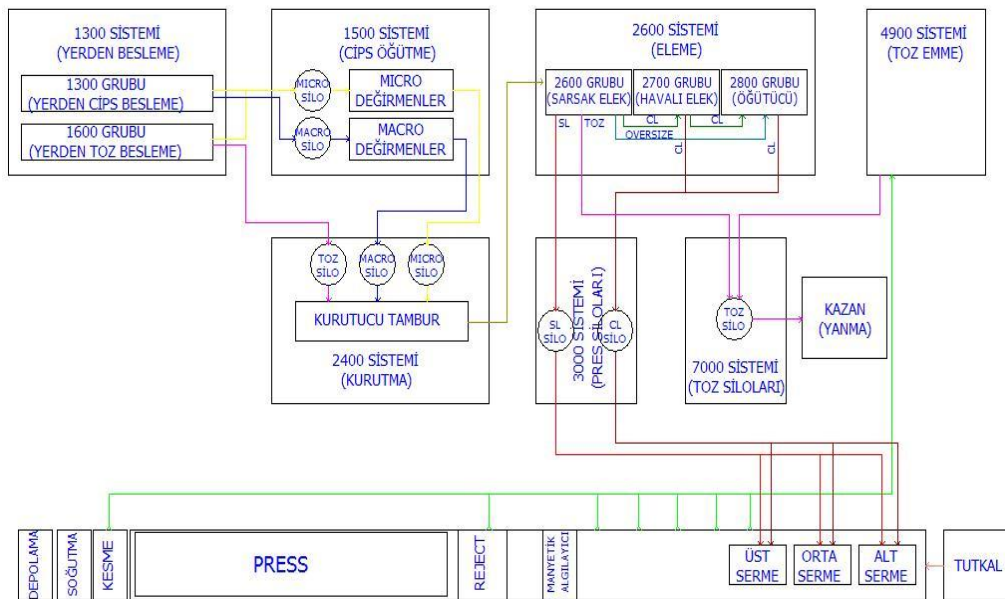 1300 SİSTEMİ
(YERDEN BESLEME)
1300 GRUBU
(YERDEN CİPS BESLEME)
1600 GRUBU
(YERDEN TOZ BESLEME)
1500 SİSTEMİ
(CİPS ÖĞÜTME)
MICRO
SİLO
MICRO
DEĞİRMENLER
MACRO
SİLO
MACRO
DEĞİRMENLER
2600 SİSTEMİ
(ELEME)
2600 GRUBU
(SARSAK ELEK)
2700 GRUBU
(HAVALI ELEK)
2800 GRUBU
(ÖĞÜTÜCÜ)
SL
TOZ
CL
CL
OVERSIZE
CL
CL
4900 SİSTEMİ
(TOZ EMME)
TOZ
SİLO
MACRO
SİLO
MICRO
SİLO
KURUTUCU TAMBUR
2400 SİSTEMİ
(KURUTMA)
SL
SİLO
3000 SİSTEMİ
(PRES SİLOLARI)
CL
SİLO
TOZ
SİLO
7000 SİSTEMİ
(TOZ SİLOLARI)
KAZAN
(YANMA)
DEPOLAMA
SOĞUTMA
KESME
PRESS
REJECT
MANYETİK
ALGILAYICI
ÜST
SERME
ORTA
SERME
ALT
SERME
TUTKAL